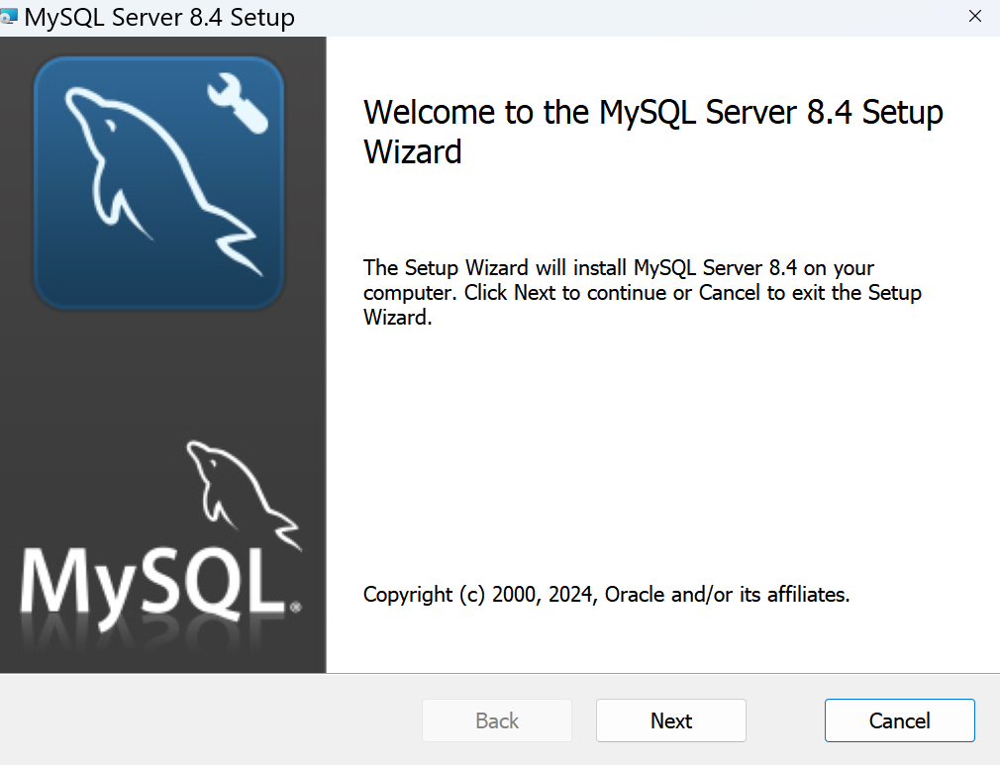 MySQL Server 8.4 Setup
Welcome to the MySQL Server 8.4 Setup
Wizard
The Setup Wizard will install MySQL Server 8.4 on your
computer. Click Next to continue or Cancel to exit the Setup
Wizard.
MySQL®
Copyright (c) 2000, 2024, Oracle and/or its affiliates.
Back
Next
Cancel